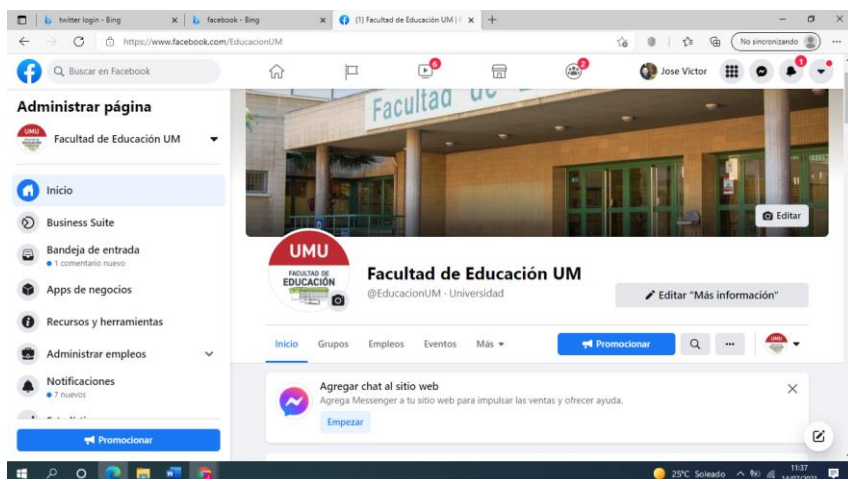 twitter login - Bing
facebook - Bing
(1) Facultad de Educación UM |
https://www.facebook.com/EducacionUM
No sincronizando
Buscar en Facebook
6
2
Jose Victor
1
Administrar página
UMU
Facultad de Educación UM
Inicio
Business Suite
Bandeja de entrada
1 comentario nuevo
Apps de negocios
Recursos y herramientas
Administrar empleos
Notificaciones
7 nuevos
Promocionar
Facultad
Editar
UMU
FACULTAD DE
EDUCACIÓN
Facultad de Educación UM
@EducacionUM · Universidad
Editar "Más información"
Inicio
Grupos
Empleos
Eventos
Más
Promocionar
Agregar chat al sitio web
Agrega Messenger a tu sitio web para impulsar las ventas y ofrecer ayuda.
Empezar
25°C Soleado
11:37
14/07/2021